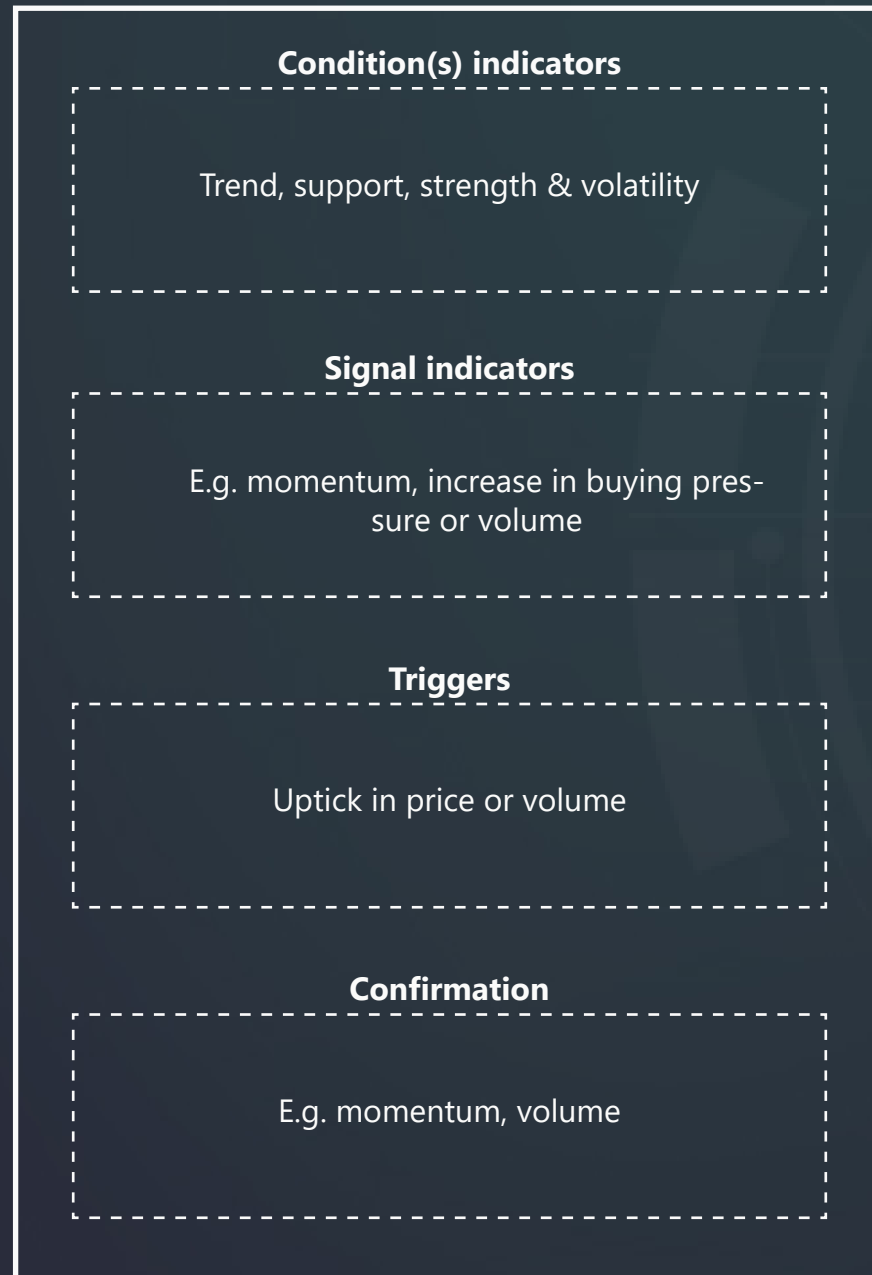 Condition(s) indicators
Trend, support, strength & volatility
Signal indicators
E.g. momentum, increase in buying pres-
sure or volume
Triggers
Uptick in price or volume
Confirmation
E.g. momentum, volume